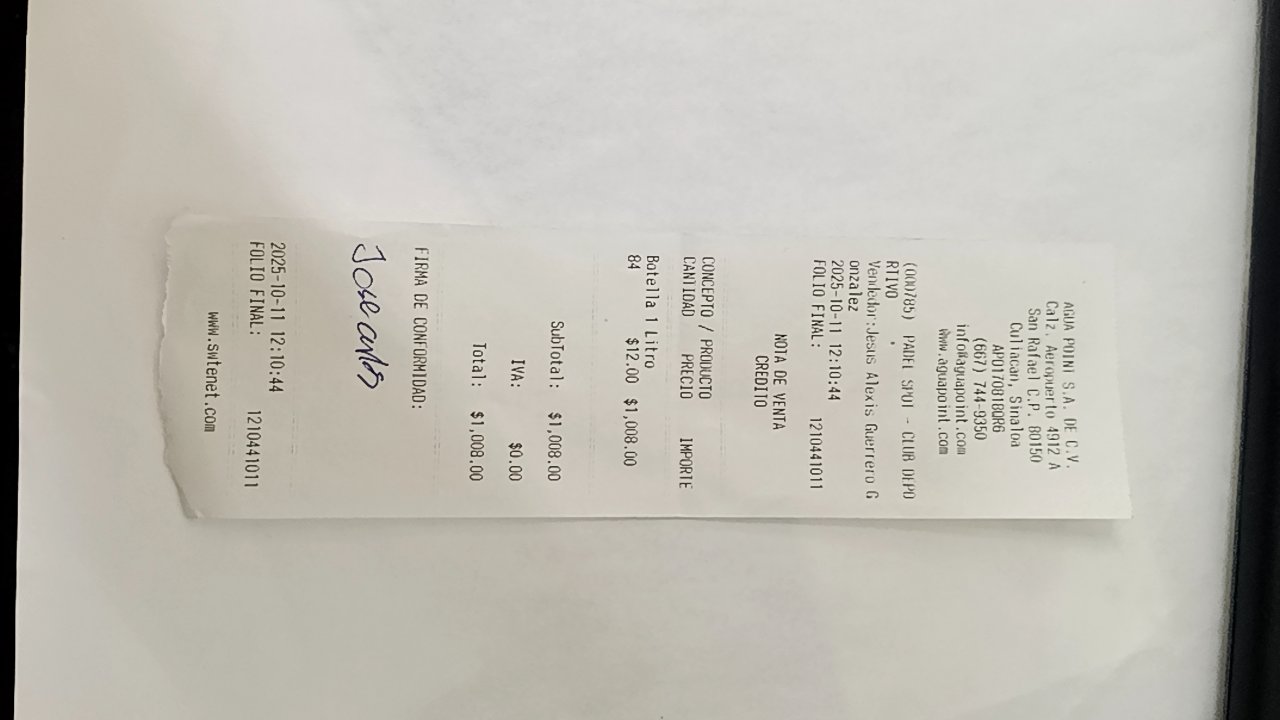 AGUA POINT S.A. DE C.V.
Calz. Aeropuerto 4912 A
San Rafael C.P. 80150
Culiacan, Sinaloa
APO170818QR6
(667) 744-9350
info@aguapoint.com
www.aguapoint.com
(000785) PADEL SPOT - CLUB DEPO
RTIVO
Vendedor:Jesus Alexis Guerrero G
onzalez
2025-10-11 12:10:44
FOLIO FINAL: 1210441011
NOTA DE VENTA
CREDITO
CONCEPTO / PRODUCTO
CANTIDAD PRECIO IMPORTE
Botella 1 Litro
84 $12.00 $1,008.00
SubTotal: $1,008.00
IVA: $0.00
Total: $1,008.00
FIRMA DE CONFORMIDAD:
Jose
2025-10-11 12:10:44
FOLIO FINAL: 1210441011
www.swtenet.com